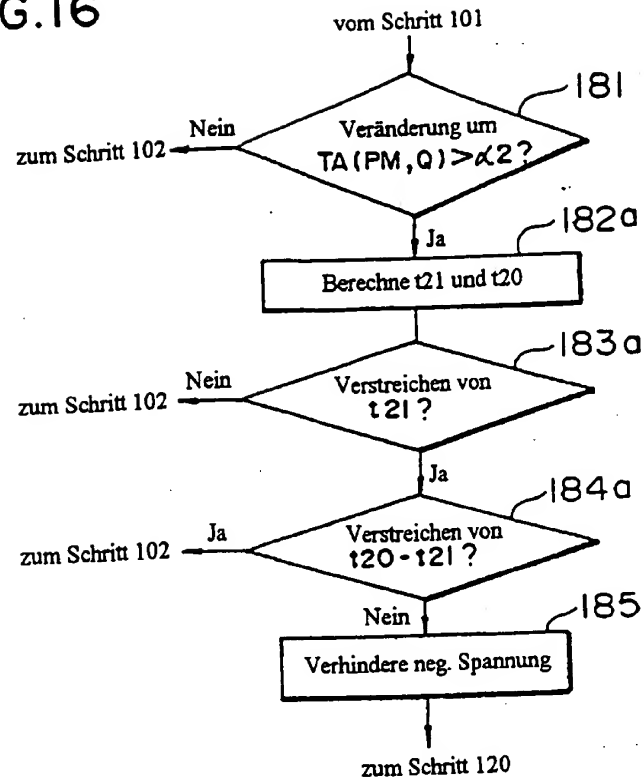 G.16
vom Schritt 101
181
Nein
Veränderung um
TA(PM,Q)>α2?
zum Schritt 102
Ja
182a
Berechne t21 und t20
183a
Nein
Verstreichen von
t21?
zum Schritt 102
Ja
184a
Ja
Verstreichen von
t20-t21?
zum Schritt 102
Nein
185
Verhindere neg. Spannung
zum Schritt 120